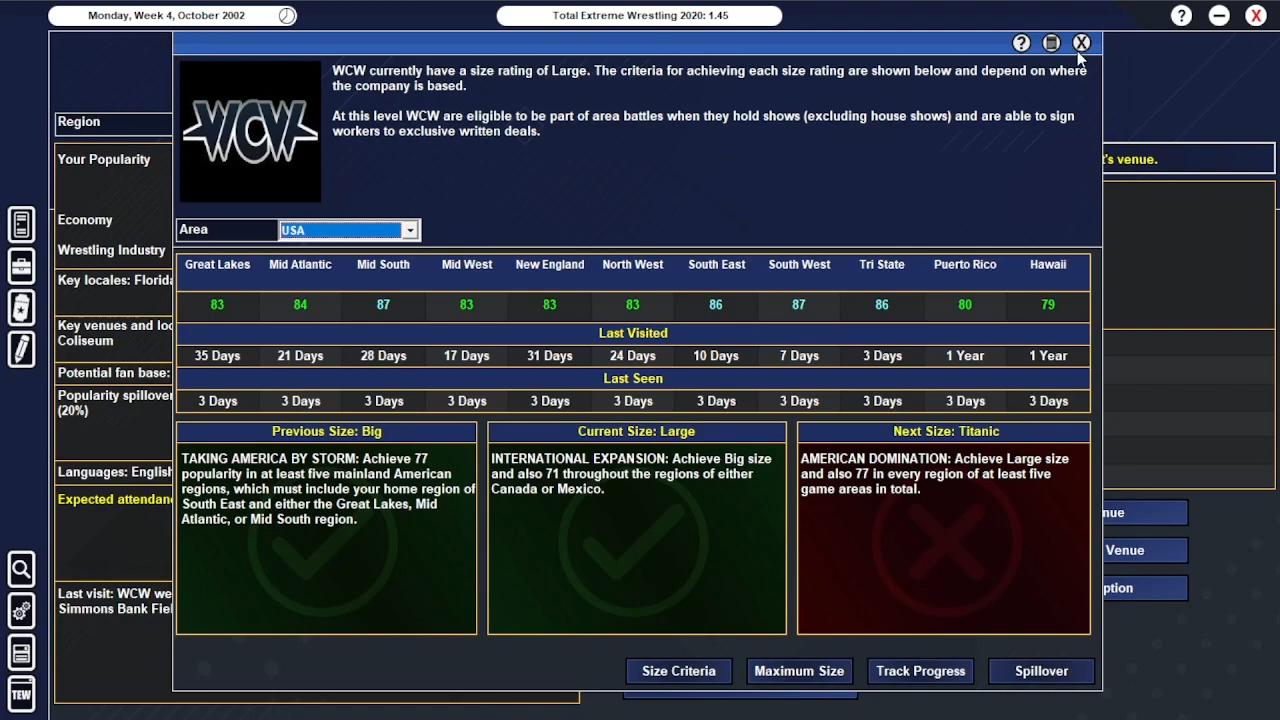 Monday, Week 4, October 2002
Total Extreme Wrestling 2020: 1.45
?
X
?
X
WCW
WCW currently have a size rating of Large. The criteria for achieving each size rating are shown below and depend on where
the company is based.
At this level WCW are eligible to be part of area battles when they hold shows (excluding house shows) and are able to sign
workers to exclusive written deals.
Region
Your Popularity
't's venue.
Economy
Area
USA
Wrestling Industry
Great Lakes Mid Atlantic Mid South Mid West New England North West South East South West Tri State Puerto Rico Hawaii
Key locales: Florida
83 84 87 83 83 83 86 87 86 80 79
Key venues and loc
Coliseum
Last Visited
35 Days 21 Days 28 Days 17 Days 31 Days 24 Days 10 Days 7 Days 3 Days 1 Year 1 Year
Potential fan base:
Last Seen
Popularity spillover
(20%)
3 Days 3 Days 3 Days 3 Days 3 Days 3 Days 3 Days 3 Days 3 Days 3 Days 3 Days
Previous Size: Big
TAKING AMERICA BY STORM: Achieve 77
popularity in at least five mainland American
regions, which must include your home region of
South East and either the Great Lakes, Mid
Atlantic, or Mid South region.
Current Size: Large
INTERNATIONAL EXPANSION: Achieve Big size
and also 71 throughout the regions of either
Canada or Mexico.
Next Size: Titanic
AMERICAN DOMINATION: Achieve Large size
and also 77 in every region of at least five
game areas in total.
Languages: English
Expected attendan
nue
Venue
ption
Last visit: WCW we
Simmons Bank Fiel
Size Criteria
Maximum Size
Track Progress
Spillover
TEW